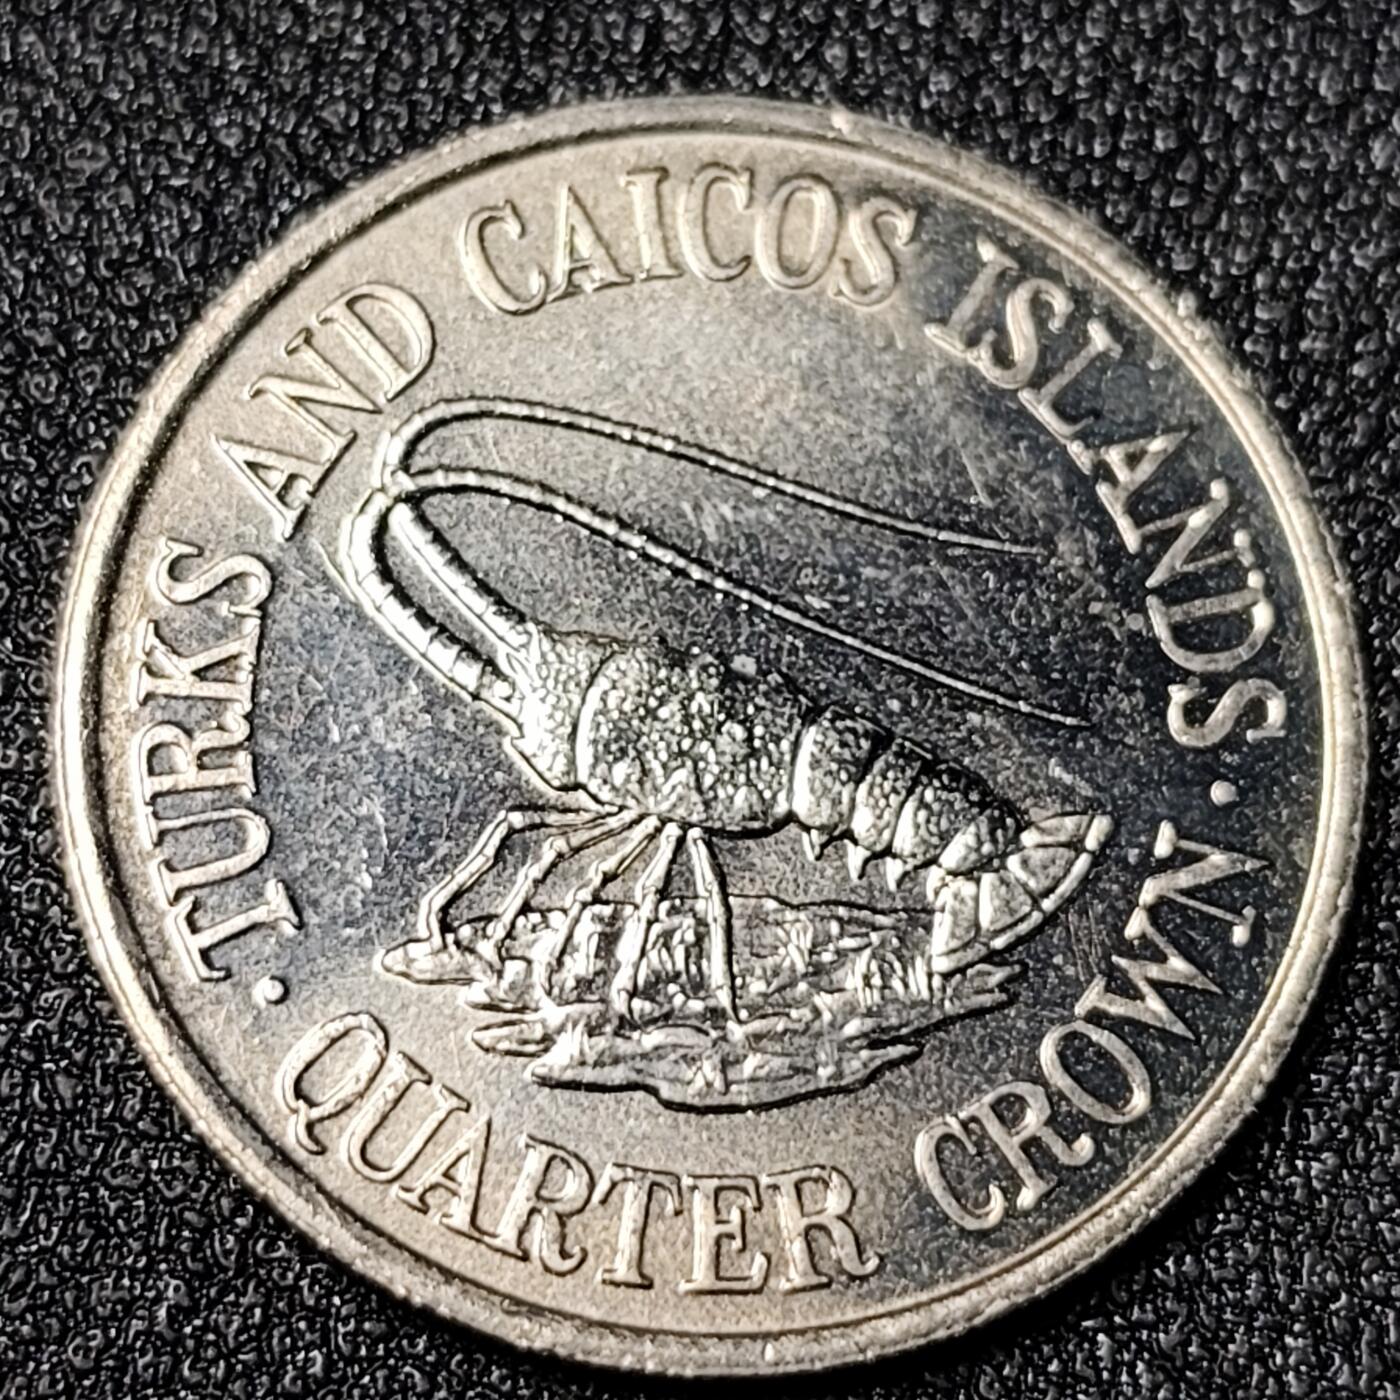 · TURKS AND CAICOS ISLANDS ·
QUARTER CROWN